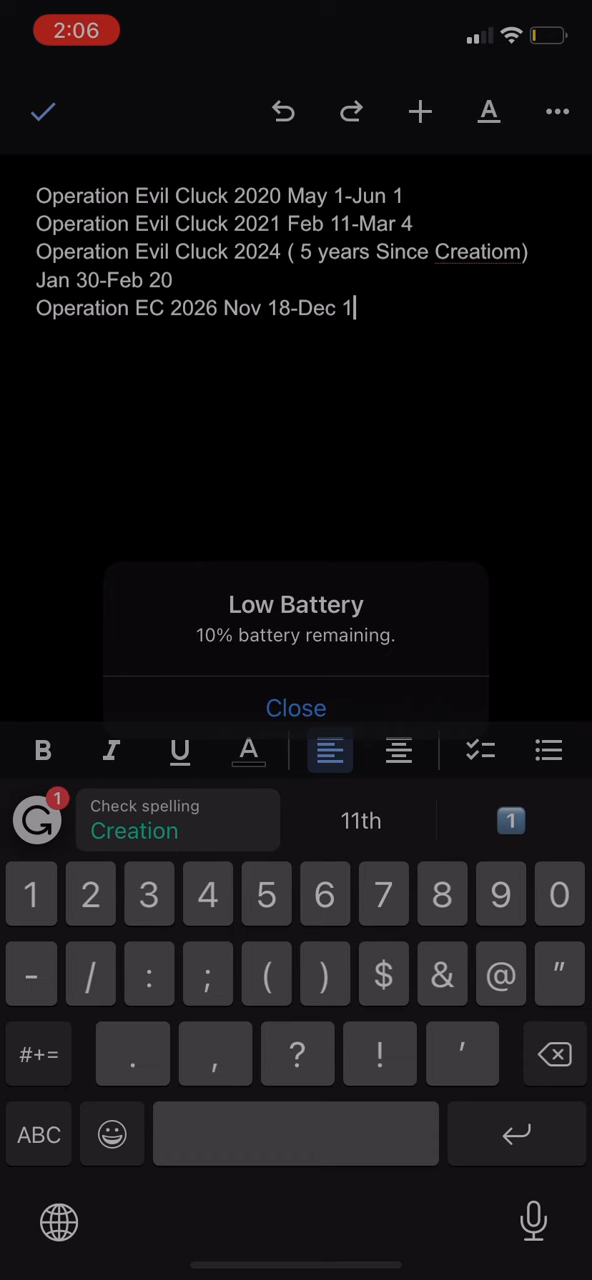 2:06
Operation Evil Cluck 2020 May 1-Jun 1
Operation Evil Cluck 2021 Feb 11-Mar 4
Operation Evil Cluck 2024 ( 5 years Since Creatiom)
Jan 30-Feb 20
Operation EC 2026 Nov 18-Dec 1
Low Battery
10% battery remaining.
Close
B I U A
1
Check spelling
Creation
11th
1
1 2 3 4 5 6 7 8 9 0
- / : ; ( ) $ & @ "
#+= . , ? ! '
ABC